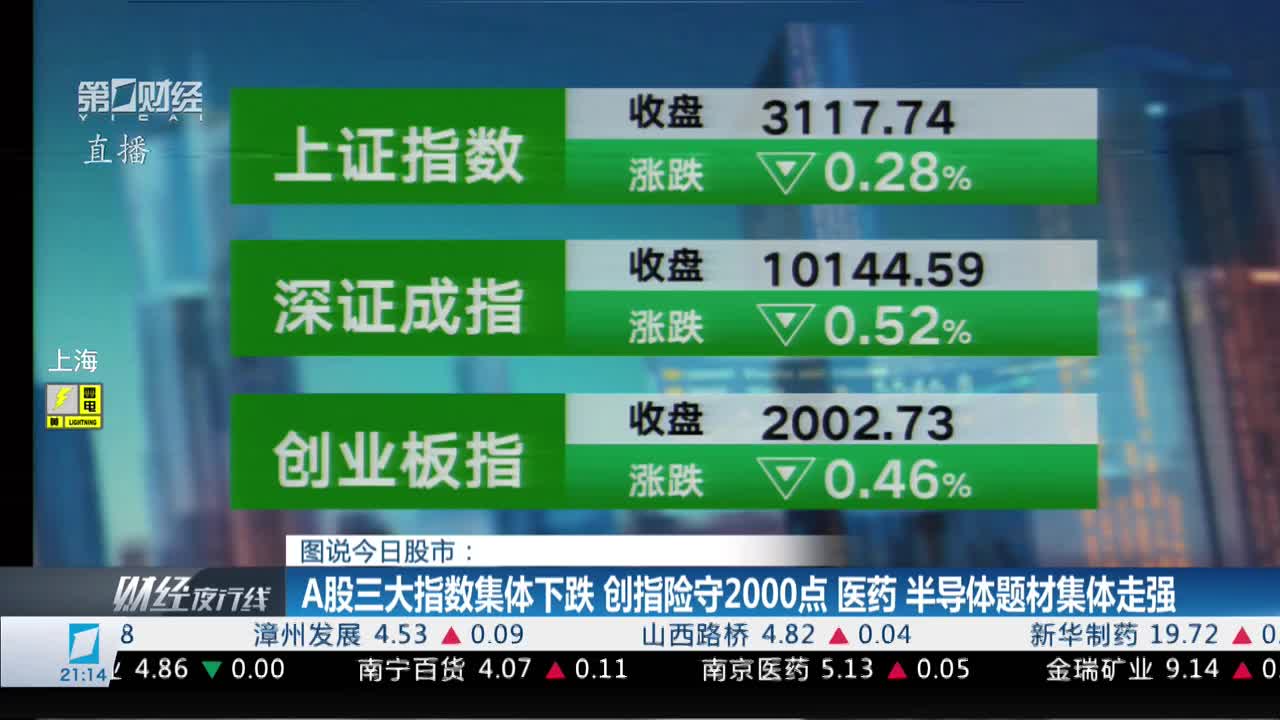 第一财经
YICAI
直播
上证指数
收盘 3117.74
涨跌 ▽0.28%
深证成指
收盘 10144.59
涨跌 ▽0.52%
上海
雷电
黄 LIGHTNING
创业板指
收盘 2002.73
涨跌 ▽0.46%
图说今日股市：
财经夜行线
A股三大指数集体下跌 创指险守2000点 医药 半导体题材集体走强
8 漳州发展 4.53 ▲ 0.09 山西路桥 4.82 ▲ 0.04 新华制药 19.72 ▲
21:14
4.86 ▼ 0.00 南宁百货 4.07 ▲ 0.11 南京医药 5.13 ▲ 0.05 金瑞矿业 9.14 ▲